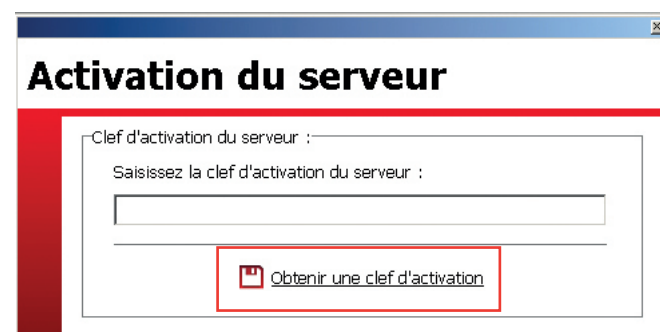 Activation du serveur
Clef d'activation du serveur :
Saisissez la clef d'activation du serveur :
Obtenir une clef d'activation